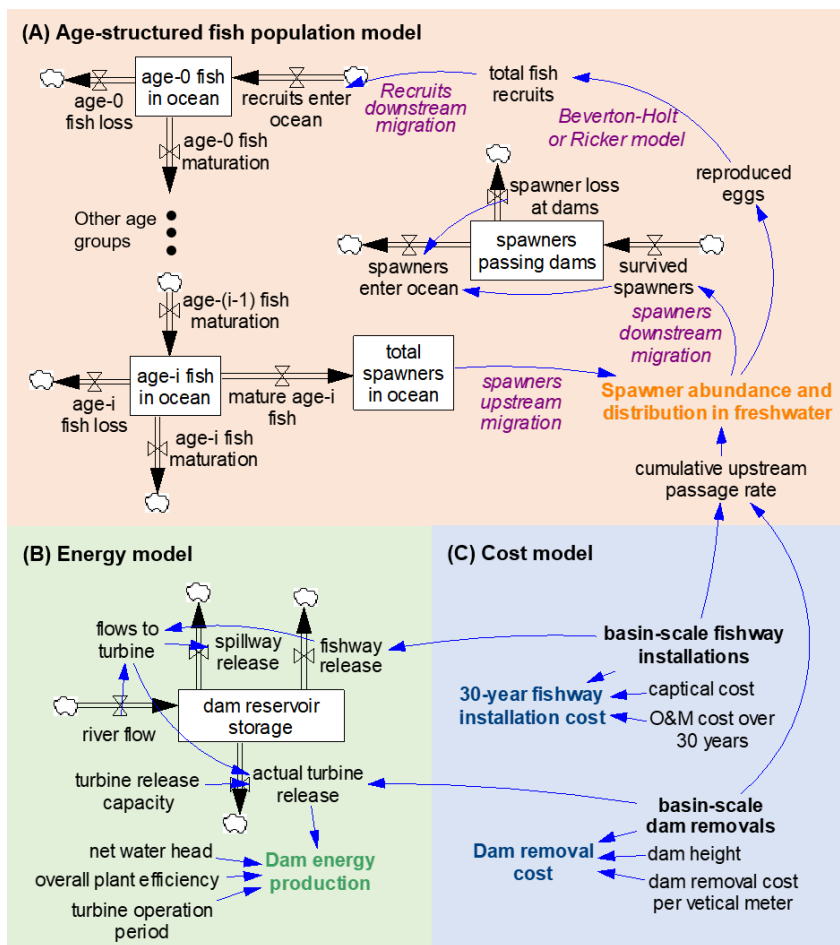 (A) Age-structured fish population model
age-0 fish
in ocean
age-0
fish loss
recruits enter
ocean
Recruits
downstream
migration
total fish
recruits
Beverton-Holt
or Ricker model
reproduced
eggs
age-0 fish
maturation
Other age
groups
spawner loss
at dams
spawners
passing dams
spawners
enter ocean
survived
spawners
spawners
downstream
migration
age-(i-1) fish
maturation
age-i fish
in ocean
age-i
fish loss
mature age-i
fish
total
spawners
in ocean
spawners
upstream
migration
Spawner abundance and
distribution in freshwater
age-i fish
maturation
cumulative upstream
passage rate
(B) Energy model
flows to
turbine
spillway
release
fishway
release
dam reservoir
storage
river flow
turbine release
capacity
actual turbine
release
net water head
overall plant efficiency
turbine operation
period
Dam energy
production
(C) Cost model
basin-scale fishway
installations
30-year fishway
installation cost
captical cost
O&M cost over
30 years
basin-scale
dam removals
Dam removal
cost
dam height
dam removal cost
per vetical meter